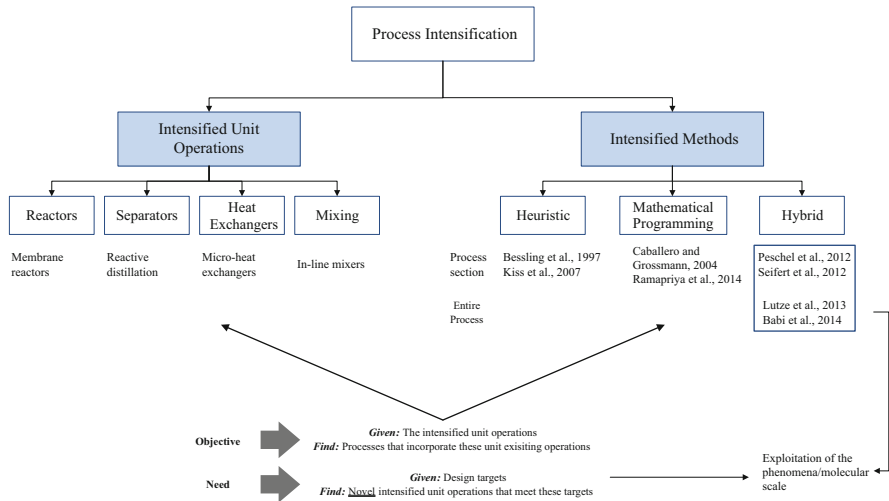 Process Intensification
Intensified Unit
Operations
Intensified Methods
Reactors
Separators
Heat
Exchangers
Mixing
Heuristic
Mathematical
Programming
Hybrid
Membrane
reactors
Reactive
distillation
Micro-heat
exchangers
In-line mixers
Process
section
Bessling et al., 1997
Kiss et al., 2007
Caballero and
Grossmann, 2004
Ramapriya et al., 2014
Peschel et al., 2012
Seifert et al., 2012
Entire
Process
Lutze et al., 2013
Babi et al., 2014
Objective
Given: The intensified unit operations
Find: Processes that incorporate these unit exisiting operations
Need
Given: Design targets
Find: Novel intensified unit operations that meet these targets
Exploitation of the
phenomena/molecular
scale